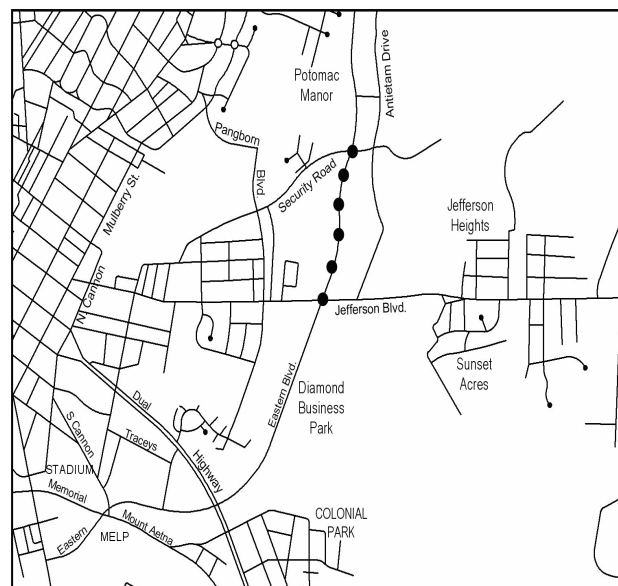 Potomac
Manor
Antietam Drive
Pangborn
Blvd.
Security Road
Mulberry St.
Jefferson
Heights
N. Cannon
Jefferson Blvd.
Sunset
Acres
Eastern Blvd.
Diamond
Business
Park
Dual
Highway
S. Cannon
Traceys
STADIUM
Memorial
Mount Aetna
Eastern
MELP
COLONIAL
PARK